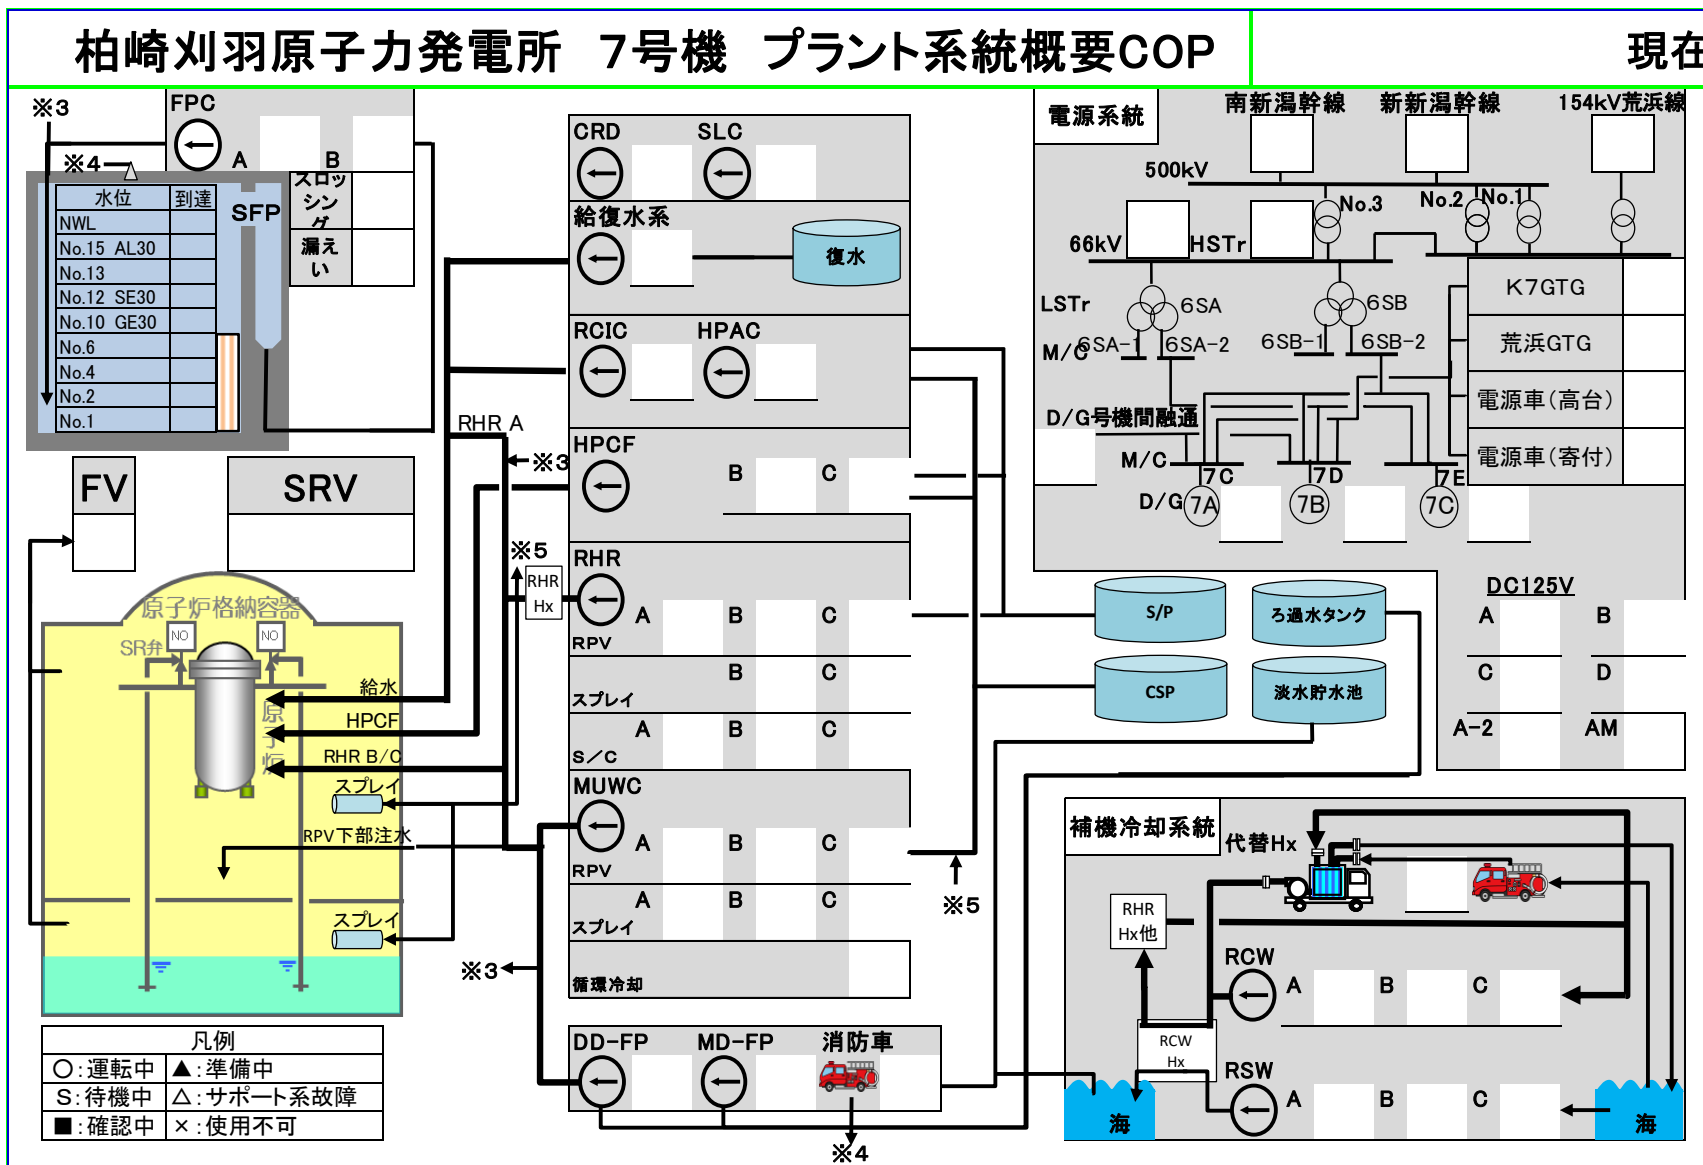 柏崎刈羽原子力発電所　７号機　プラント系統概要COP
現在
※3
FPC
A
B
※4
水位 到達
NWL
No.15 AL30
No.13
No.12 SE30
No.10 GE30
No.6
No.4
No.2
No.1
SFP
スロッ
シン
グ
漏え
い
FV
SRV
RHR A
※3
※5
RHR
Hx
原子炉格納容器
NO
NO
SR弁
原子炉
給水
HPCF
RHR B/C
スプレイ
RPV下部注水
スプレイ
※3
凡例
○:運転中 ▲:準備中
S:待機中 △:サポート系故障
■:確認中 ×:使用不可
CRD
SLC
給復水系
復水
RCIC
HPAC
HPCF
B
C
RHR
A
B
C
RPV
B
C
スプレイ
A
B
C
S/C
MUWC
A
B
C
RPV
A
B
C
スプレイ
循環冷却
※5
DD-FP
MD-FP
消防車
※4
S/P
ろ過水タンク
CSP
淡水貯水池
電源系統
南新潟幹線
新新潟幹線
154kV荒浜線
500kV
No.3
No.2
No.1
66kV
HSTr
LSTr
6SA
6SB
M/C
6SA-1
6SA-2
6SB-1
6SB-2
K7GTG
荒浜GTG
電源車(高台)
電源車(寄付)
D/G号機間融通
M/C
7C
7D
7E
D/G
7A
7B
7C
DC125V
A
B
C
D
A-2
AM
補機冷却系統
代替Hx
RHR
Hx他
RCW
A
B
C
RCW
Hx
RSW
A
B
C
海
海